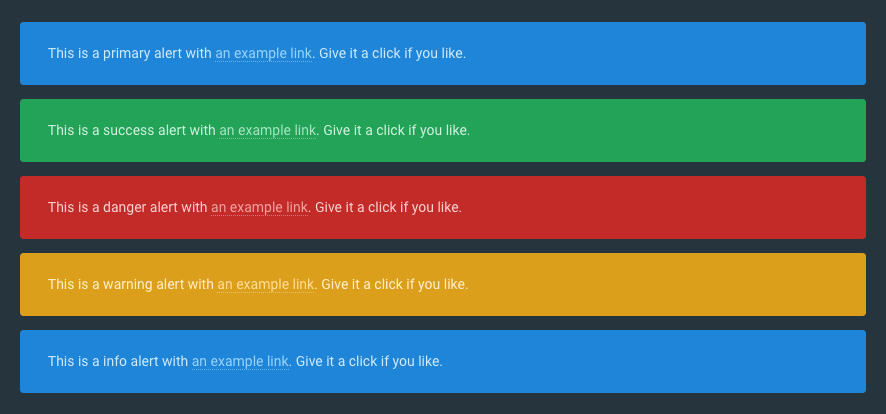 This is a primary alert with an example link. Give it a click if you like.
This is a success alert with an example link. Give it a click if you like.
This is a danger alert with an example link. Give it a click if you like.
This is a warning alert with an example link. Give it a click if you like.
This is a info alert with an example link. Give it a click if you like.